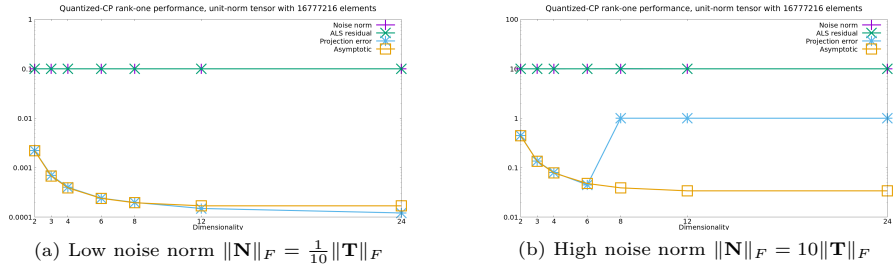 Quantized-CP rank-one performance, unit-norm tensor with 16777216 elements
1
0.1
0.01
0.001
0.0001
Noise norm
ALS residual
Projection error
Asymptotic
2 3 4 6 8 12 24
Dimensionality
(a) Low noise norm ‖N‖_F = 1/10 ‖T‖_F
Quantized-CP rank-one performance, unit-norm tensor with 16777216 elements
100
10
1
0.1
0.01
Noise norm
ALS residual
Projection error
Asymptotic
2 3 4 6 8 12 24
Dimensionality
(b) High noise norm ‖N‖_F = 10‖T‖_F